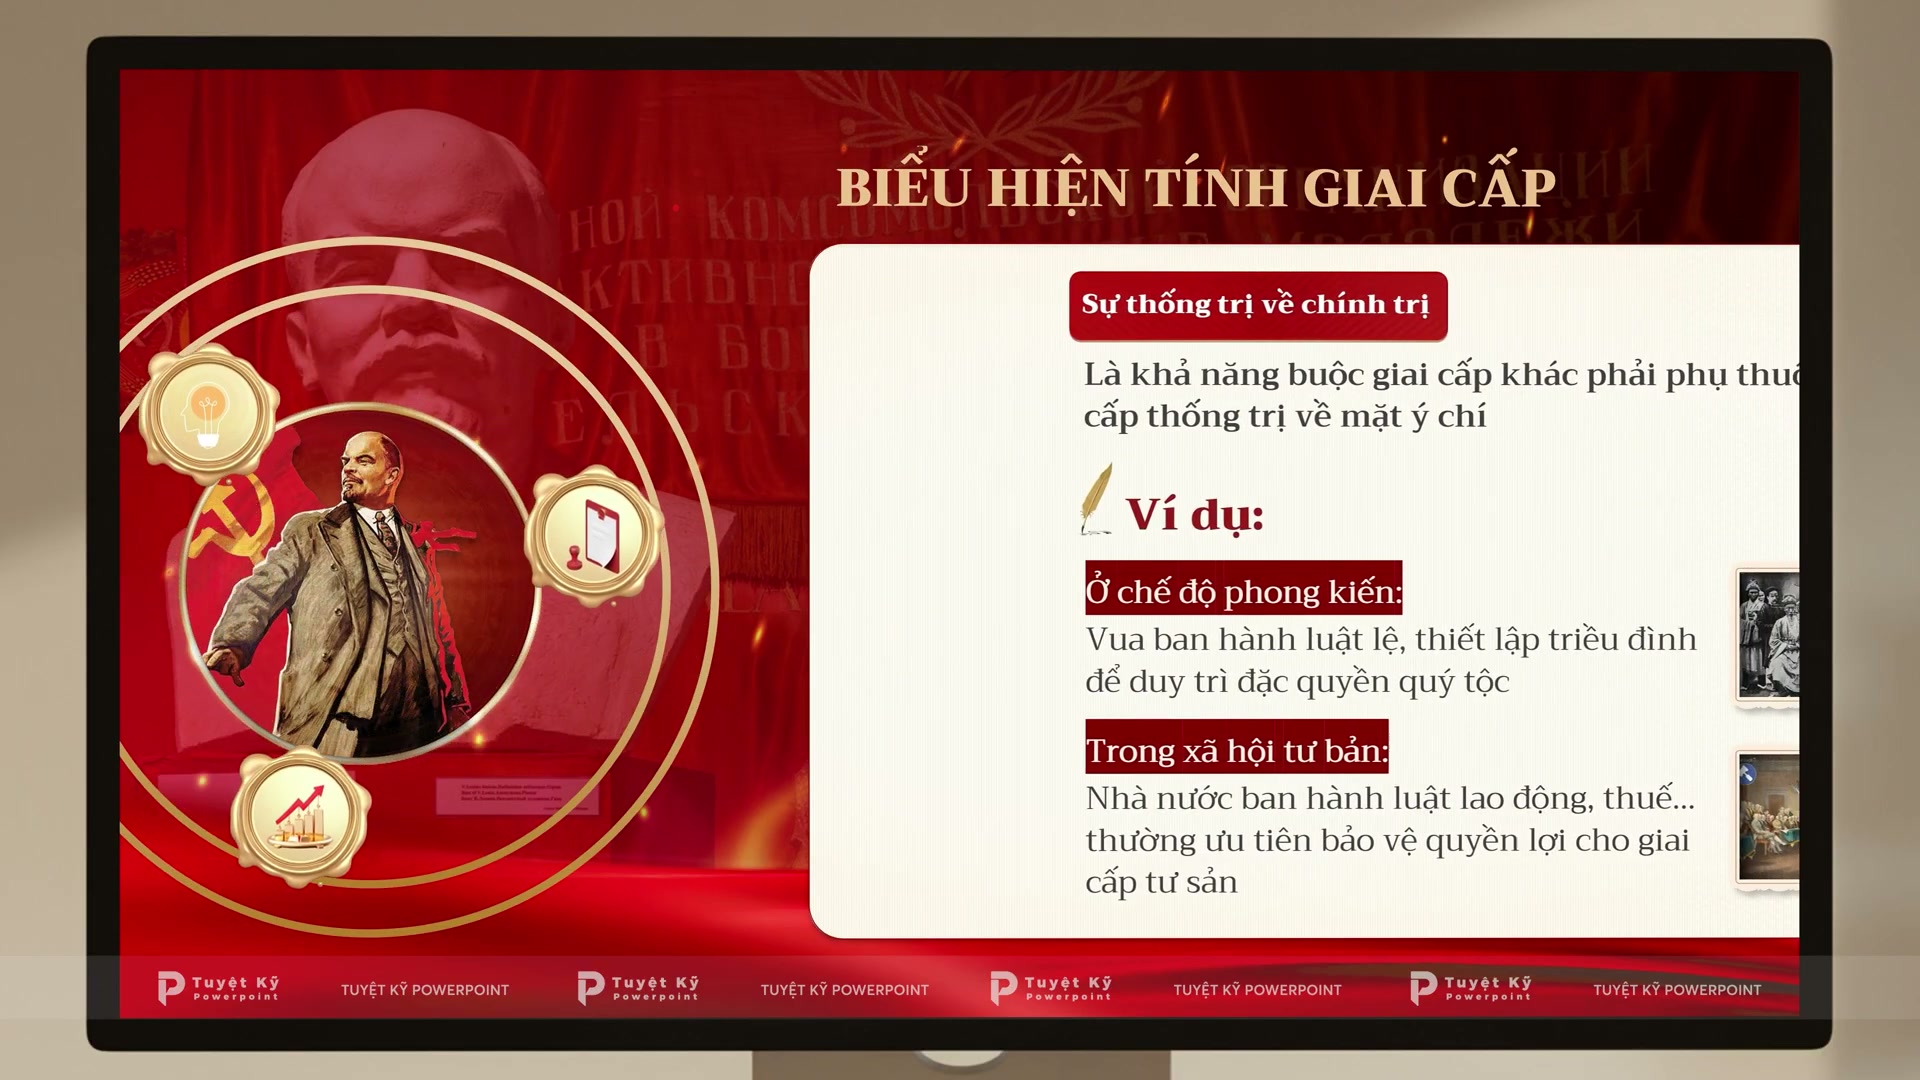 BIỂU HIỆN TÍNH GIAI CẤP
НОЙ КОМСОМОЛЬСКОЙ
Sự thống trị về chính trị
Là khả năng buộc giai cấp khác phải phụ
cấp thống trị về mặt ý chí
Ví dụ:
Ở chế độ phong kiến:
Vua ban hành luật lệ, thiết lập triều đình
để duy trì đặc quyền quý tộc
Trong xã hội tư bản:
Nhà nước ban hành luật lao động, thuế...
thường ưu tiên bảo vệ quyền lợi cho giai
cấp tư sản
Tuyệt Kỹ Powerpoint TUYỆT KỸ POWERPOINT Tuyệt Kỹ Powerpoint TUYỆT KỸ POWERPOINT Tuyệt Kỹ Powerpoint TUYỆT KỸ POWERPOINT Tuyệt Kỹ Powerpoint TUYỆT KỸ POWERPOINT